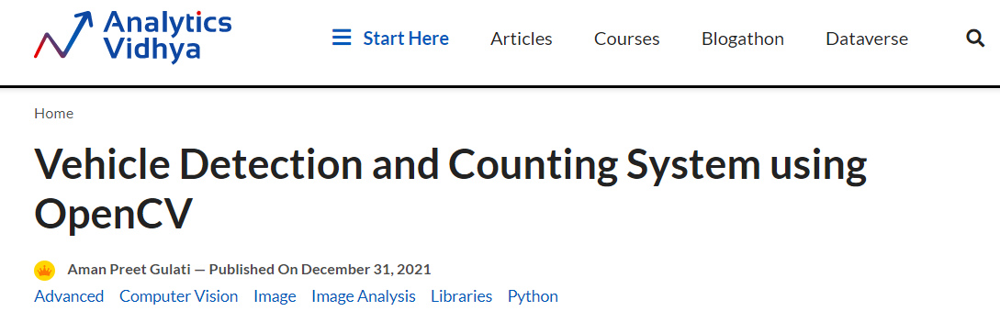 Analytics
Vidhya
Start Here Articles Courses Blogathon Dataverse
Home
Vehicle Detection and Counting System using
OpenCV
Aman Preet Gulati — Published On December 31, 2021
Advanced Computer Vision Image Image Analysis Libraries Python